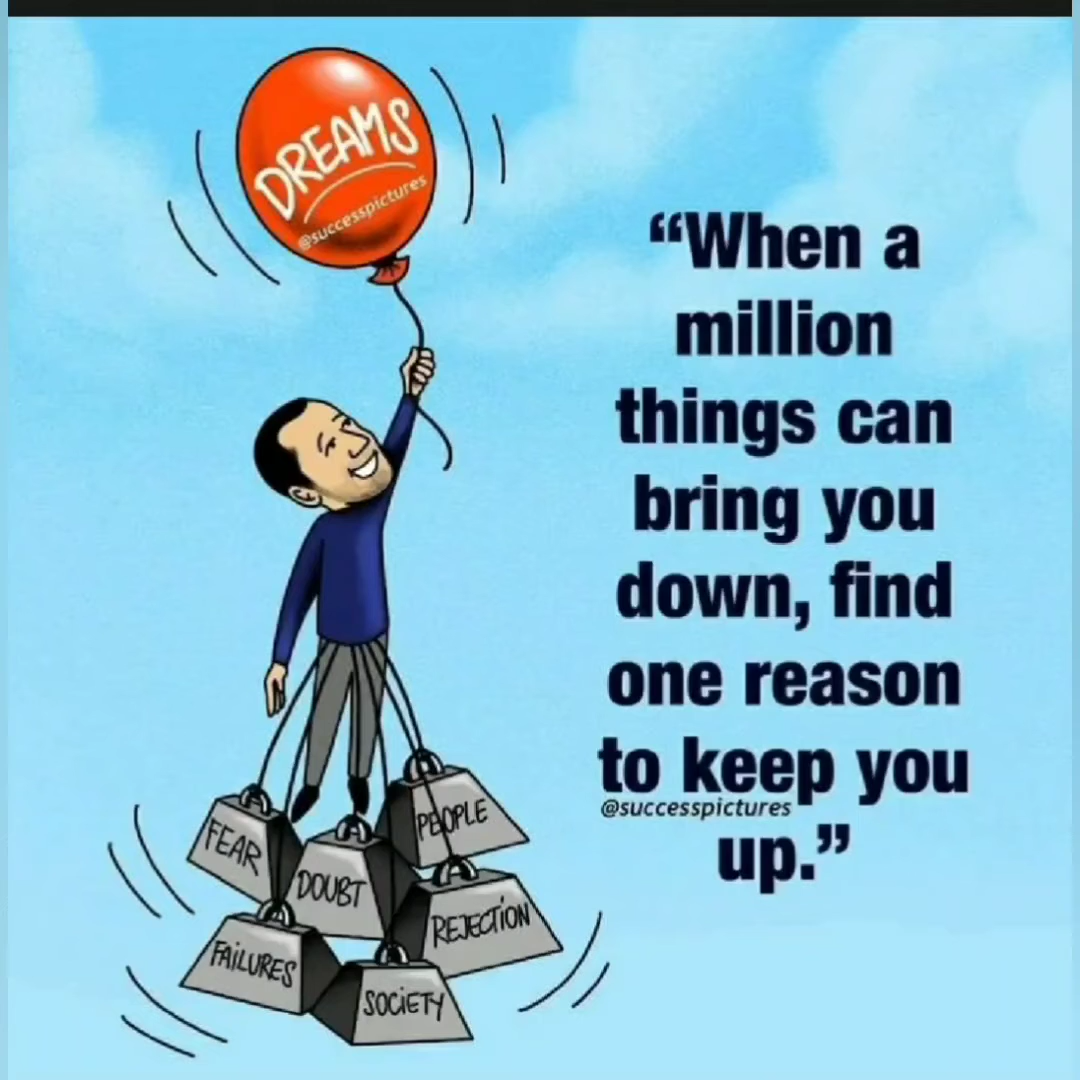 DREAMS
@successpictures
“When a
million
things can
bring you
down, find
one reason
to keep you
@successpictures
up.”
PEOPLE
FEAR
DOUBT
REJECTION
FAILURES
SOCIETY